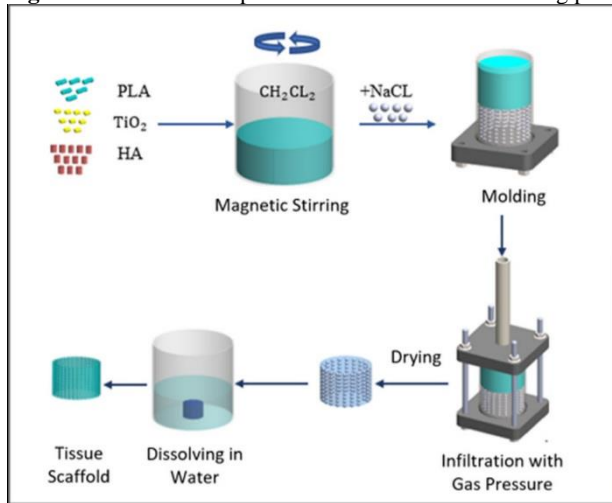 PLA
TiO₂
HA
CH₂CL₂
+NaCL
Magnetic Stirring
Molding
Drying
Infiltration with
Gas Pressure
Dissolving in
Water
Tissue
Scaffold